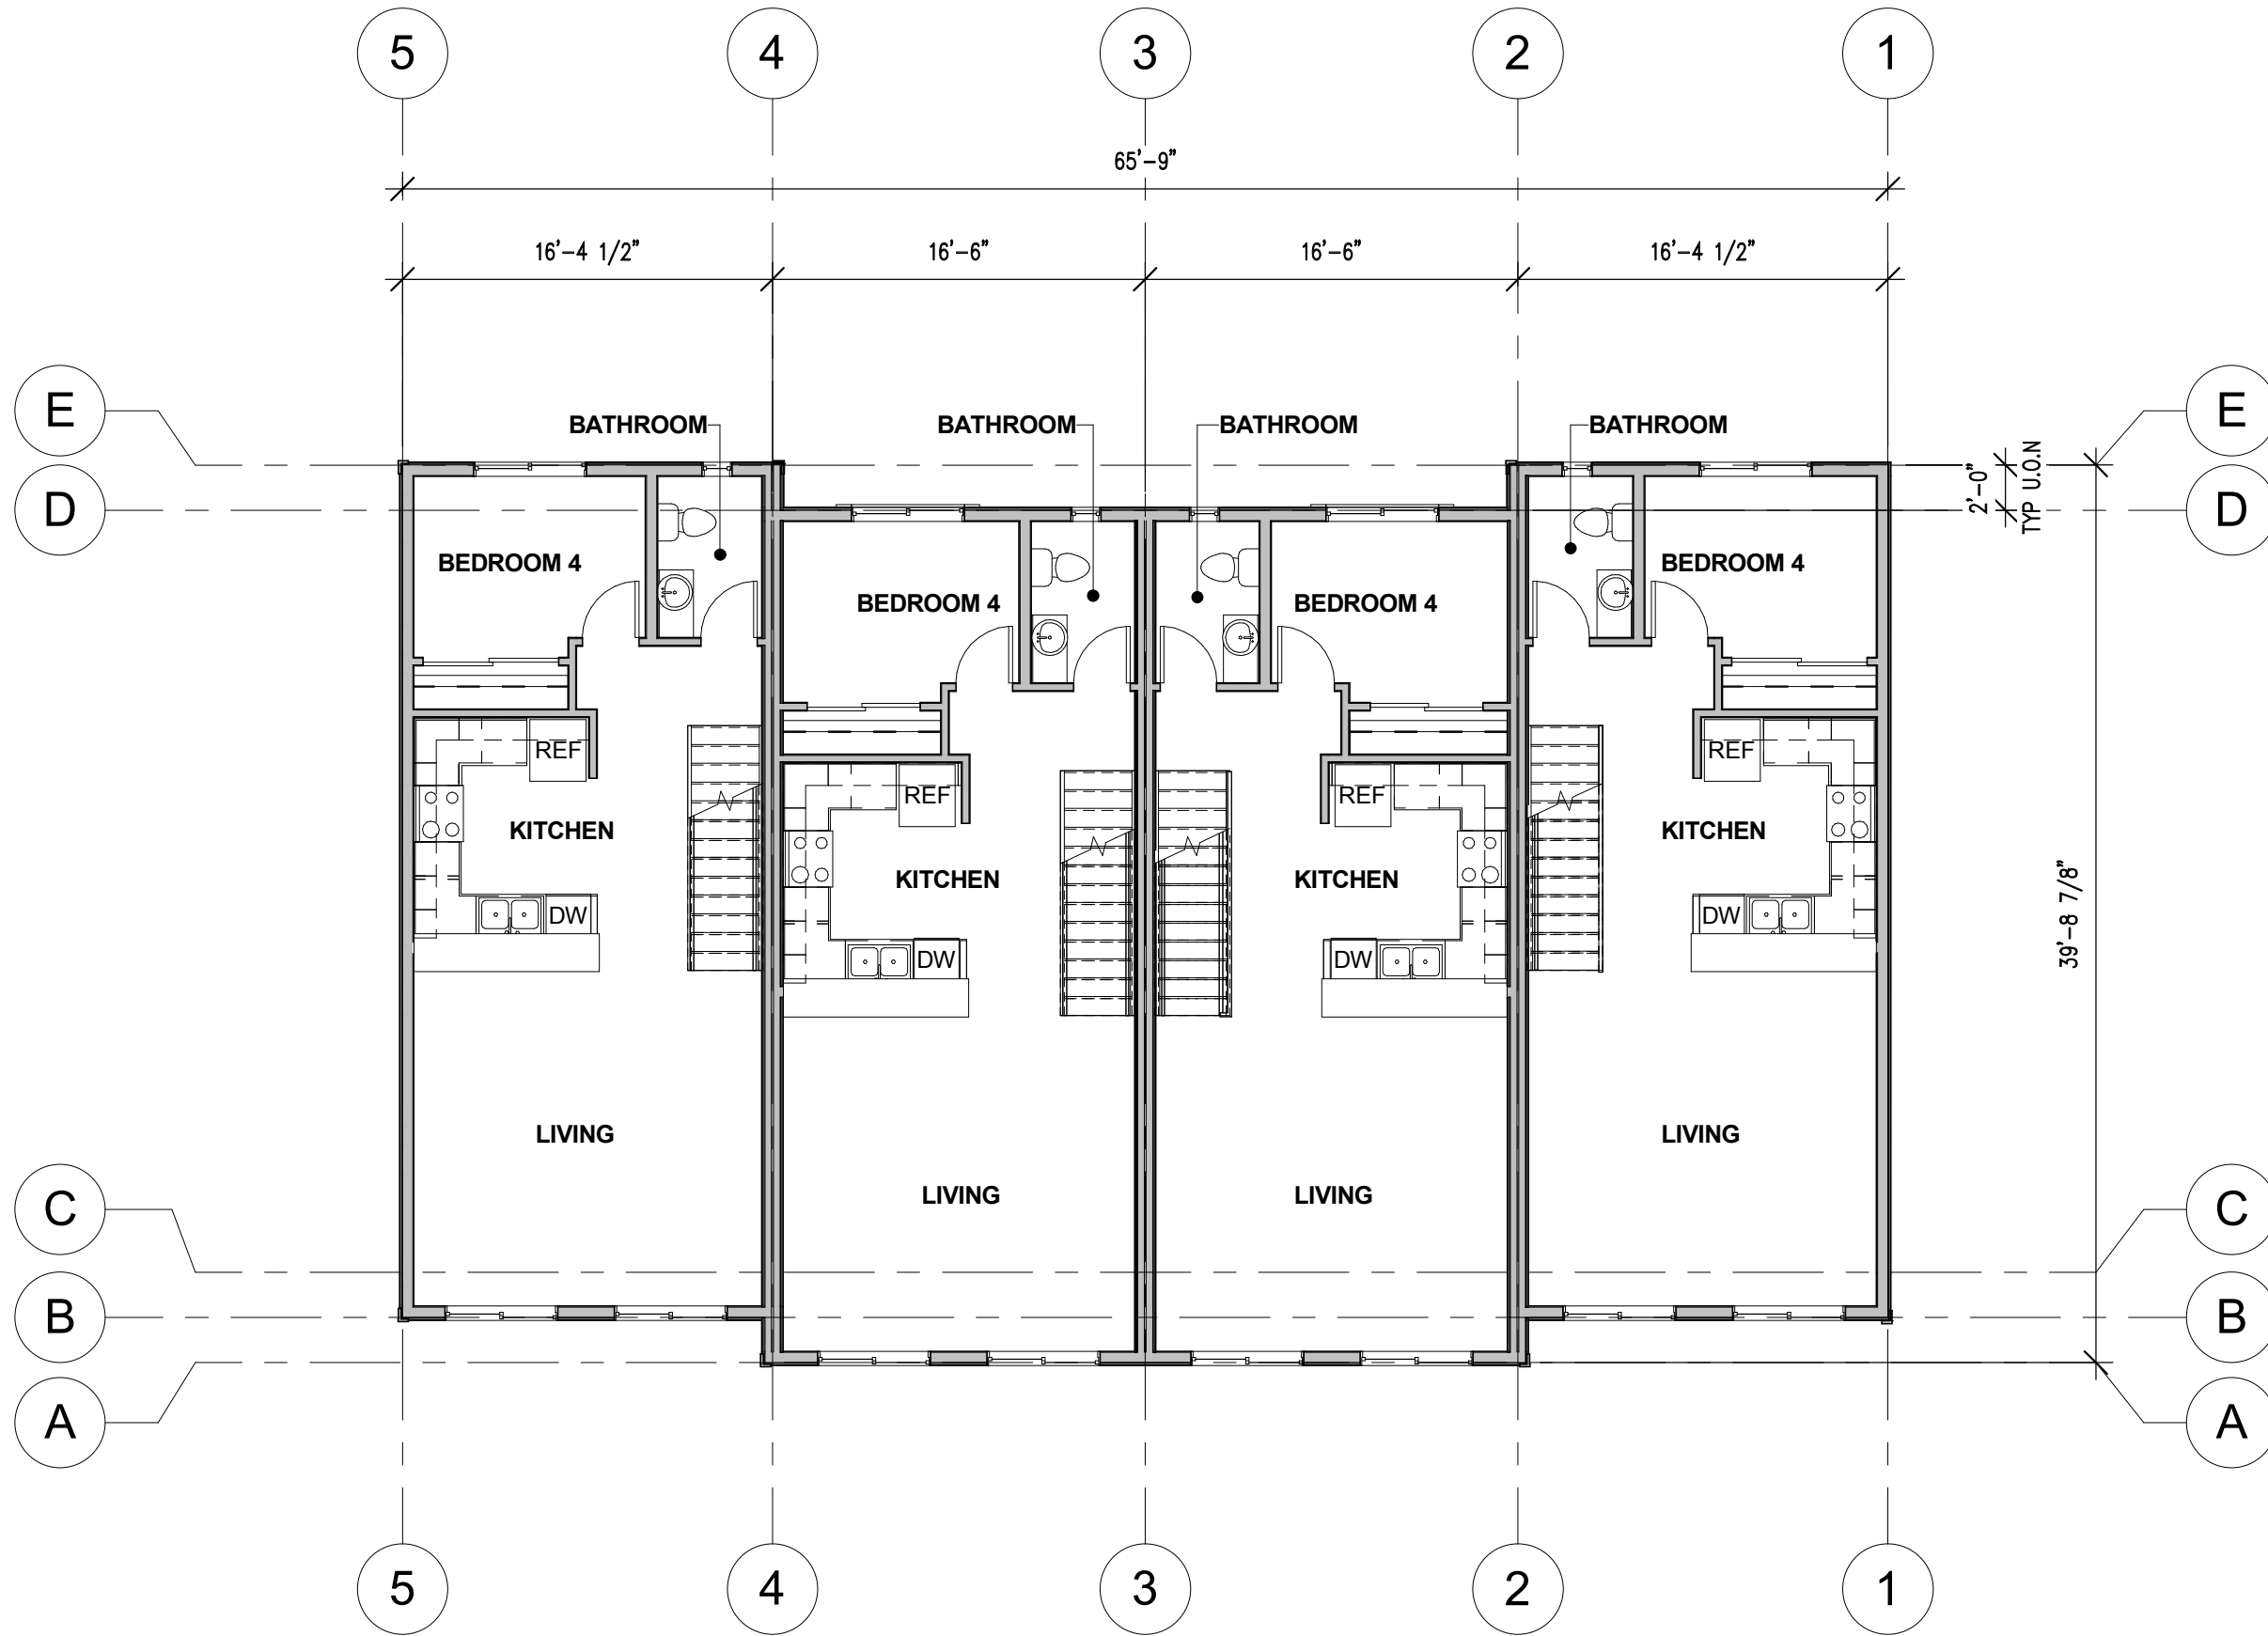 5 4 3 2 1
65'-9"
16'-4 1/2" 16'-6" 16'-6" 16'-4 1/2"
E E
BATHROOM BATHROOM BATHROOM BATHROOM
D D
2'-0"
TYP U.O.N
BEDROOM 4 BEDROOM 4
BEDROOM 4 BEDROOM 4
REF REF
REF REF
KITCHEN KITCHEN
KITCHEN KITCHEN
DW DW
DW DW
39'-8 7/8"
LIVING LIVING
LIVING LIVING
C C
B B
A A
5 4 3 2 1